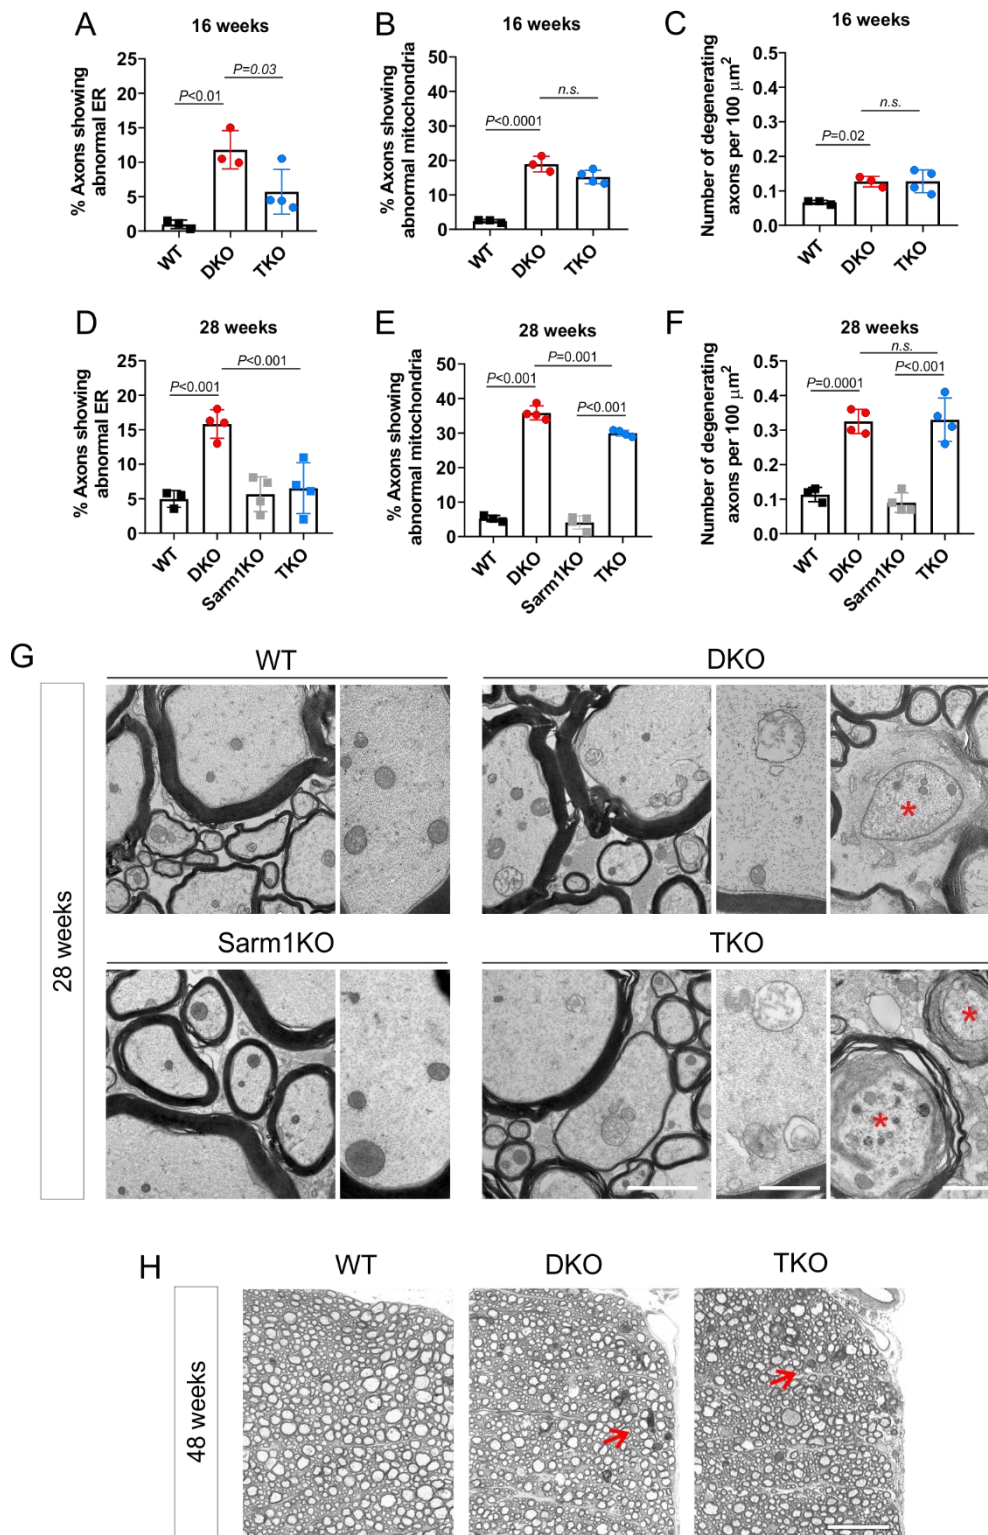 A
16 weeks
% Axons showing
abnormal ER
25
20
15
10
5
0
P<0.01
P=0.03
WT
DKO
TKO
B
16 weeks
% Axons showing
abnormal mitochondria
50
40
30
20
10
0
P<0.0001
n.s.
WT
DKO
TKO
C
16 weeks
Number of degenerating
axons per 100 µm²
0.5
0.4
0.3
0.2
0.1
0.0
P=0.02
n.s.
WT
DKO
TKO
D
28 weeks
% Axons showing
abnormal ER
25
20
15
10
5
0
P<0.001
P<0.001
WT
DKO
Sarm1KO
TKO
E
28 weeks
% Axons showing
abnormal mitochondria
50
40
30
20
10
0
P<0.001
P=0.001
P<0.001
WT
DKO
Sarm1KO
TKO
F
28 weeks
Number of degenerating
axons per 100 µm²
0.5
0.4
0.3
0.2
0.1
0.0
P=0.0001
n.s.
P<0.001
WT
DKO
Sarm1KO
TKO
G
28 weeks
WT
DKO
*
Sarm1KO
TKO
*
*
H
48 weeks
WT
DKO
TKO